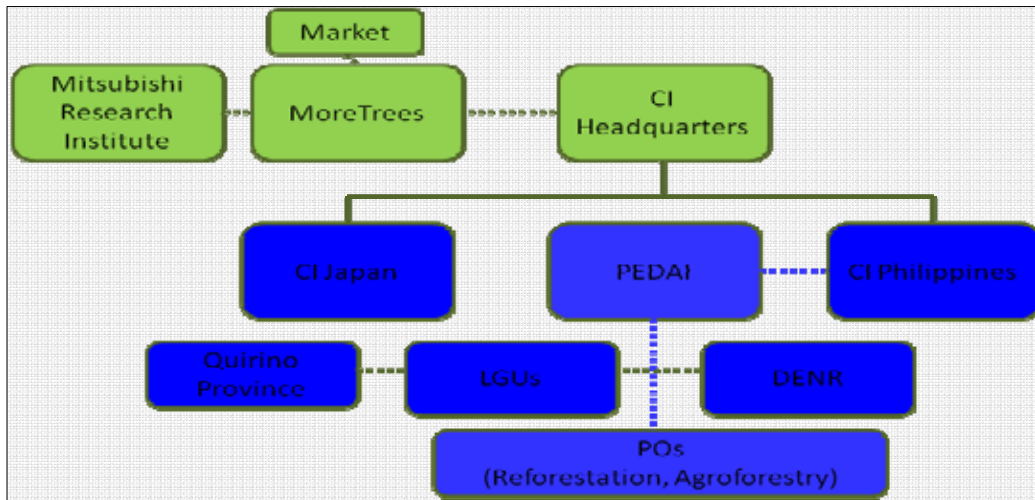 Market
Mitsubishi
Research
Institute
MoreTrees
CI
Headquarters
CI Japan
PEDAI
CI Philippines
Quirino
Province
LGUs
DENR
POs
(Reforestation, Agroforestry)